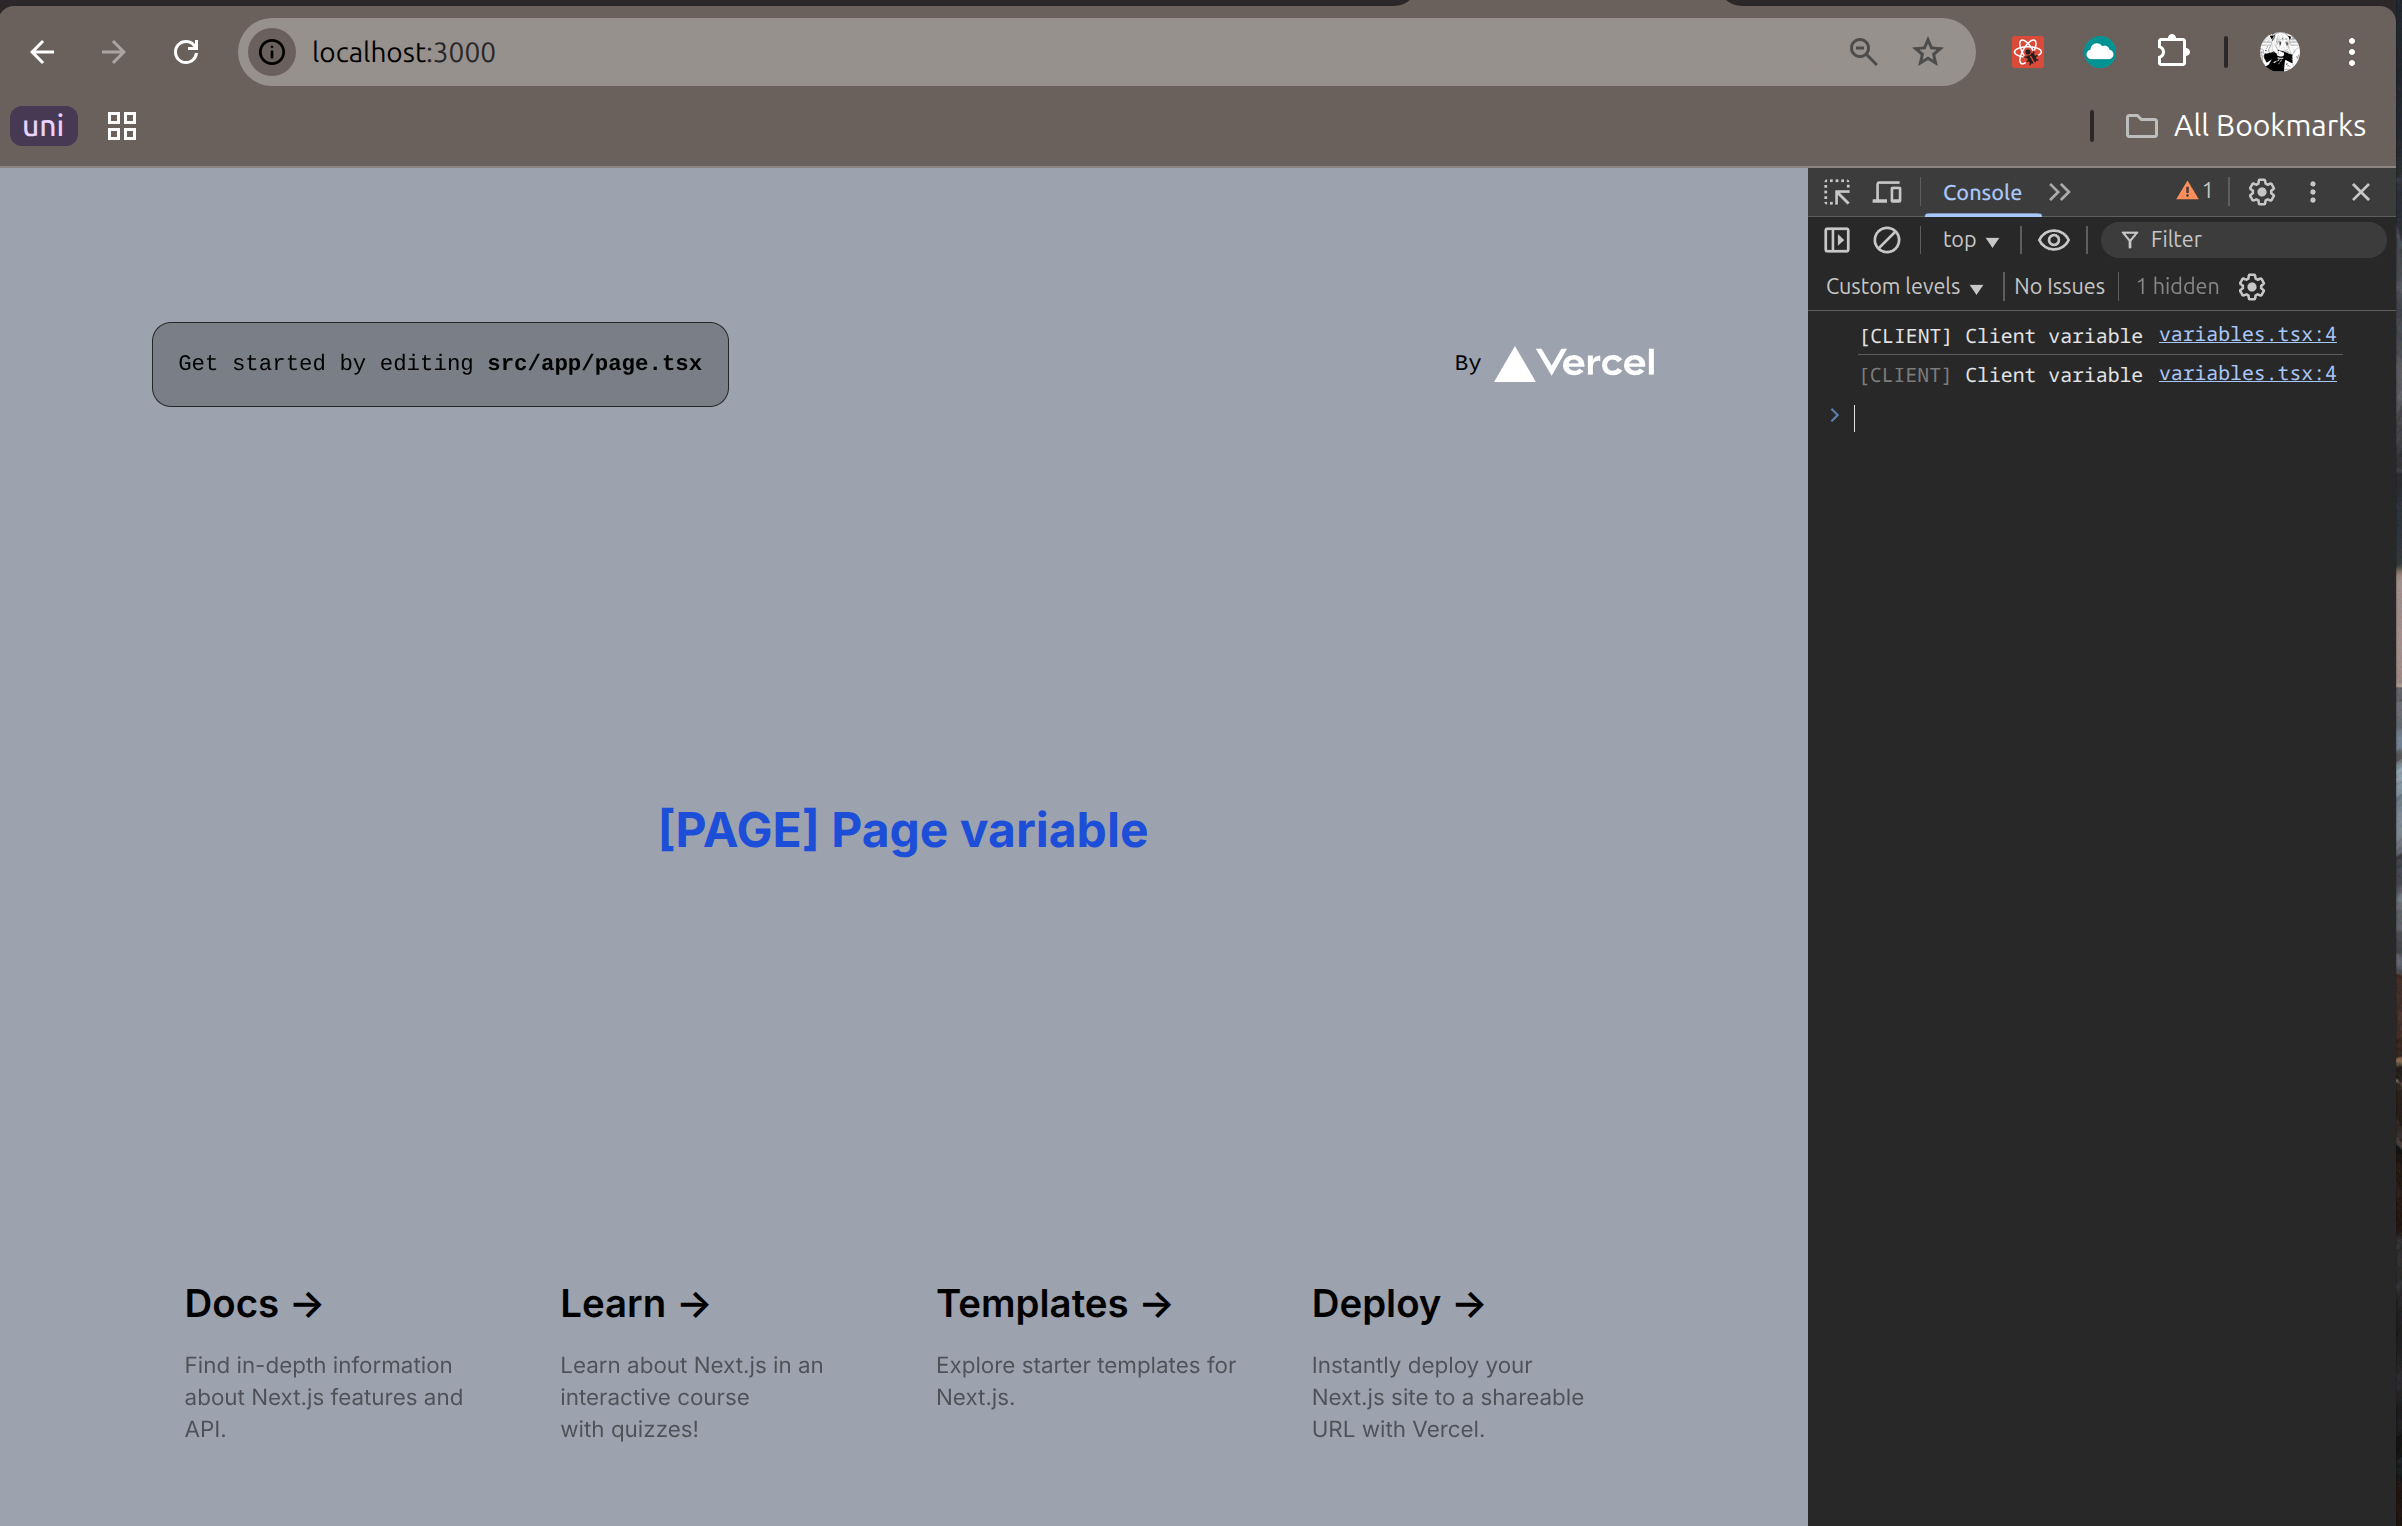 localhost:3000
uni
All Bookmarks
Console
1
top
Filter
Custom levels
No Issues
1 hidden
[CLIENT] Client variable variables.tsx:4
[CLIENT] Client variable variables.tsx:4
Get started by editing src/app/page.tsx
By Vercel
[PAGE] Page variable
Docs ->
Find in-depth information
about Next.js features and
API.
Learn ->
Learn about Next.js in an
interactive course
with quizzes!
Templates ->
Explore starter templates for
Next.js.
Deploy ->
Instantly deploy your
Next.js site to a shareable
URL with Vercel.